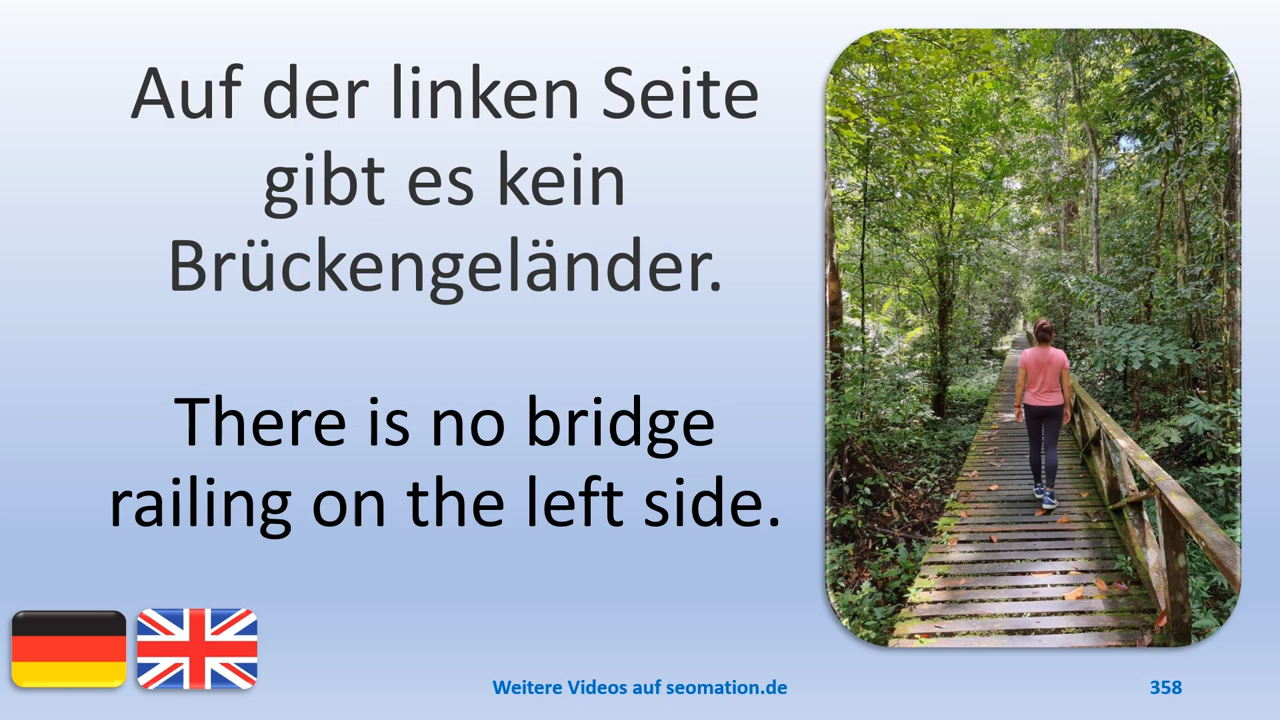 Auf der linken Seite
gibt es kein
Brückengeländer.
There is no bridge
railing on the left side.
Weitere Videos auf seomation.de
358